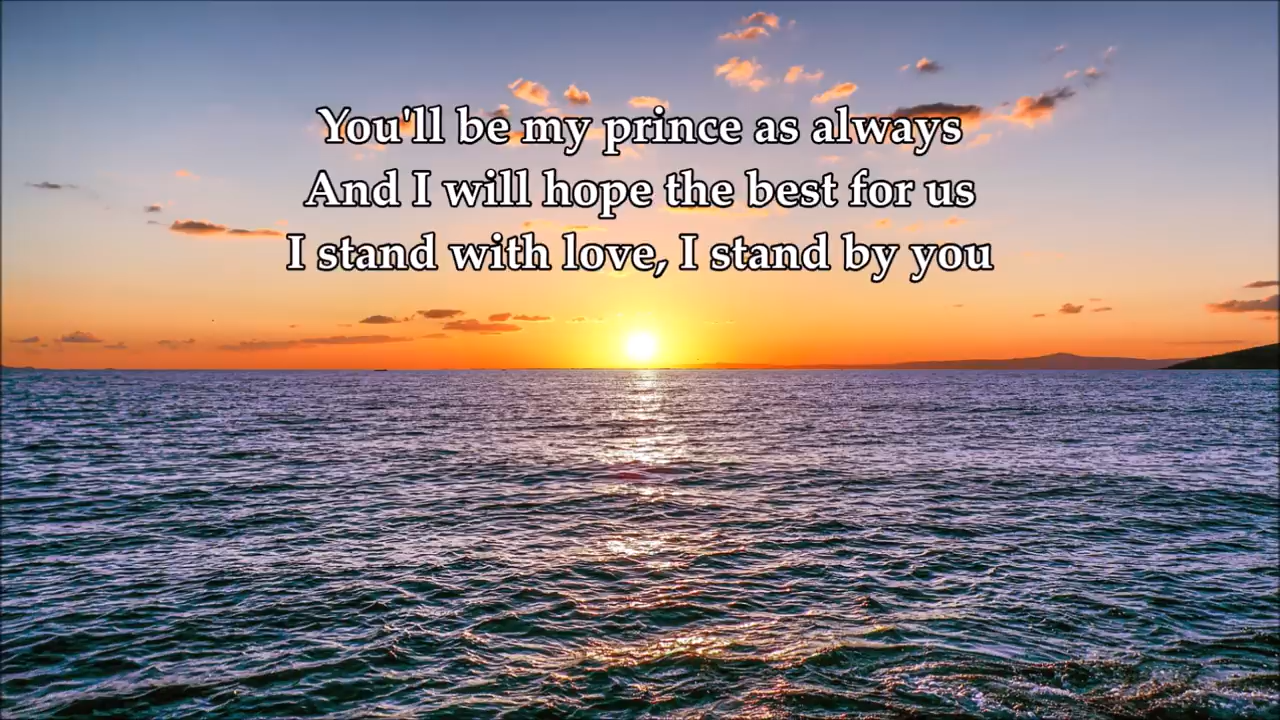 You'll be my prince as always
And I will hope the best for us
I stand with love, I stand by you